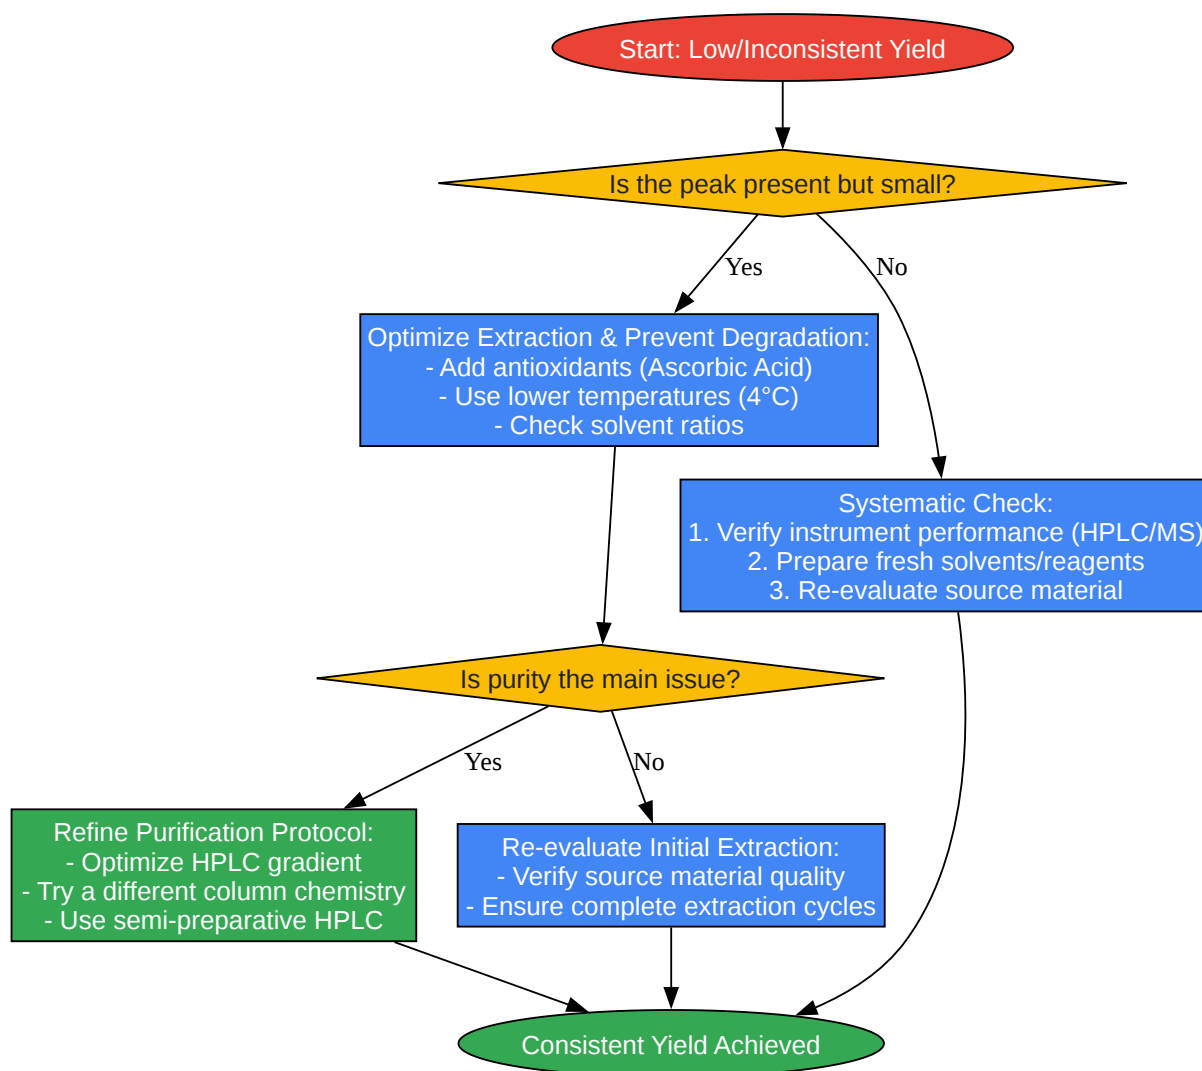 Start: Low/Inconsistent Yield
Is the peak present but small?
Yes
No
Optimize Extraction & Prevent Degradation:
- Add antioxidants (Ascorbic Acid)
- Use lower temperatures (4°C)
- Check solvent ratios
Systematic Check:
1. Verify instrument performance (HPLC/MS)
2. Prepare fresh solvents/reagents
3. Re-evaluate source material
Is purity the main issue?
Yes
No
Refine Purification Protocol:
- Optimize HPLC gradient
- Try a different column chemistry
- Use semi-preparative HPLC
Re-evaluate Initial Extraction:
- Verify source material quality
- Ensure complete extraction cycles
Consistent Yield Achieved